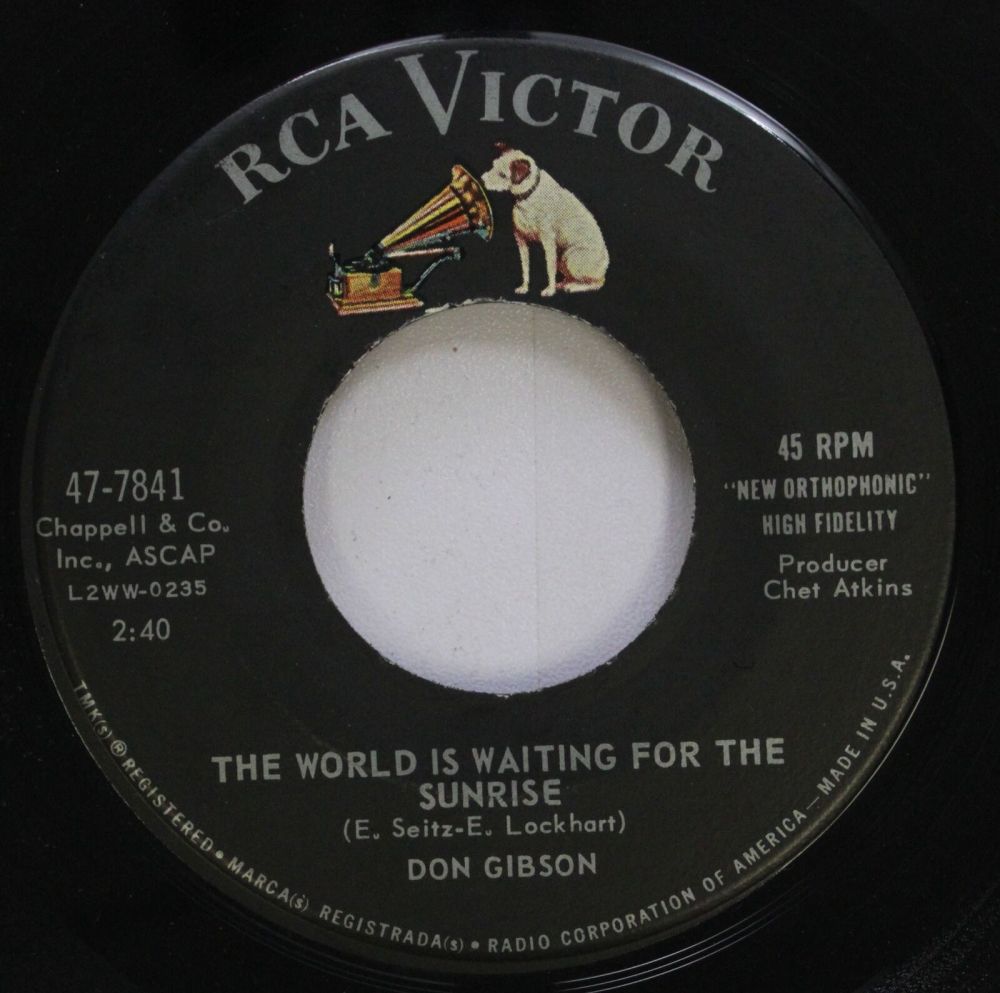 RCA VICTOR
47-7841
Chappell & Co.
Inc., ASCAP
L2WW-0235
2:40
45 RPM
"NEW ORTHOPHONIC"
HIGH FIDELITY
Producer
Chet Atkins
THE WORLD IS WAITING FOR THE
SUNRISE
(E. Seitz-E. Lockhart)
DON GIBSON
TMK(s) ® REGISTERED • MARCA(s) REGISTRADA(s) • RADIO CORPORATION OF AMERICA — MADE IN U.S.A.